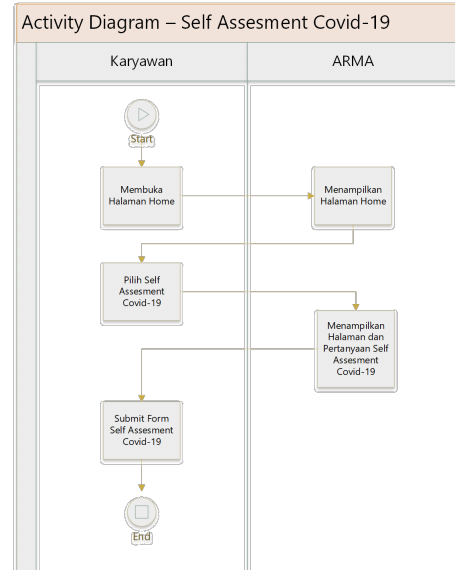 Activity Diagram – Self Assesment Covid-19
Karyawan
ARMA
Start
Membuka
Halaman Home
Menampilkan
Halaman Home
Pilih Self
Assesment
Covid-19
Menampilkan
Halaman dan
Pertanyaan Self
Assesment
Covid-19
Submit Form
Self Assesment
Covid-19
End